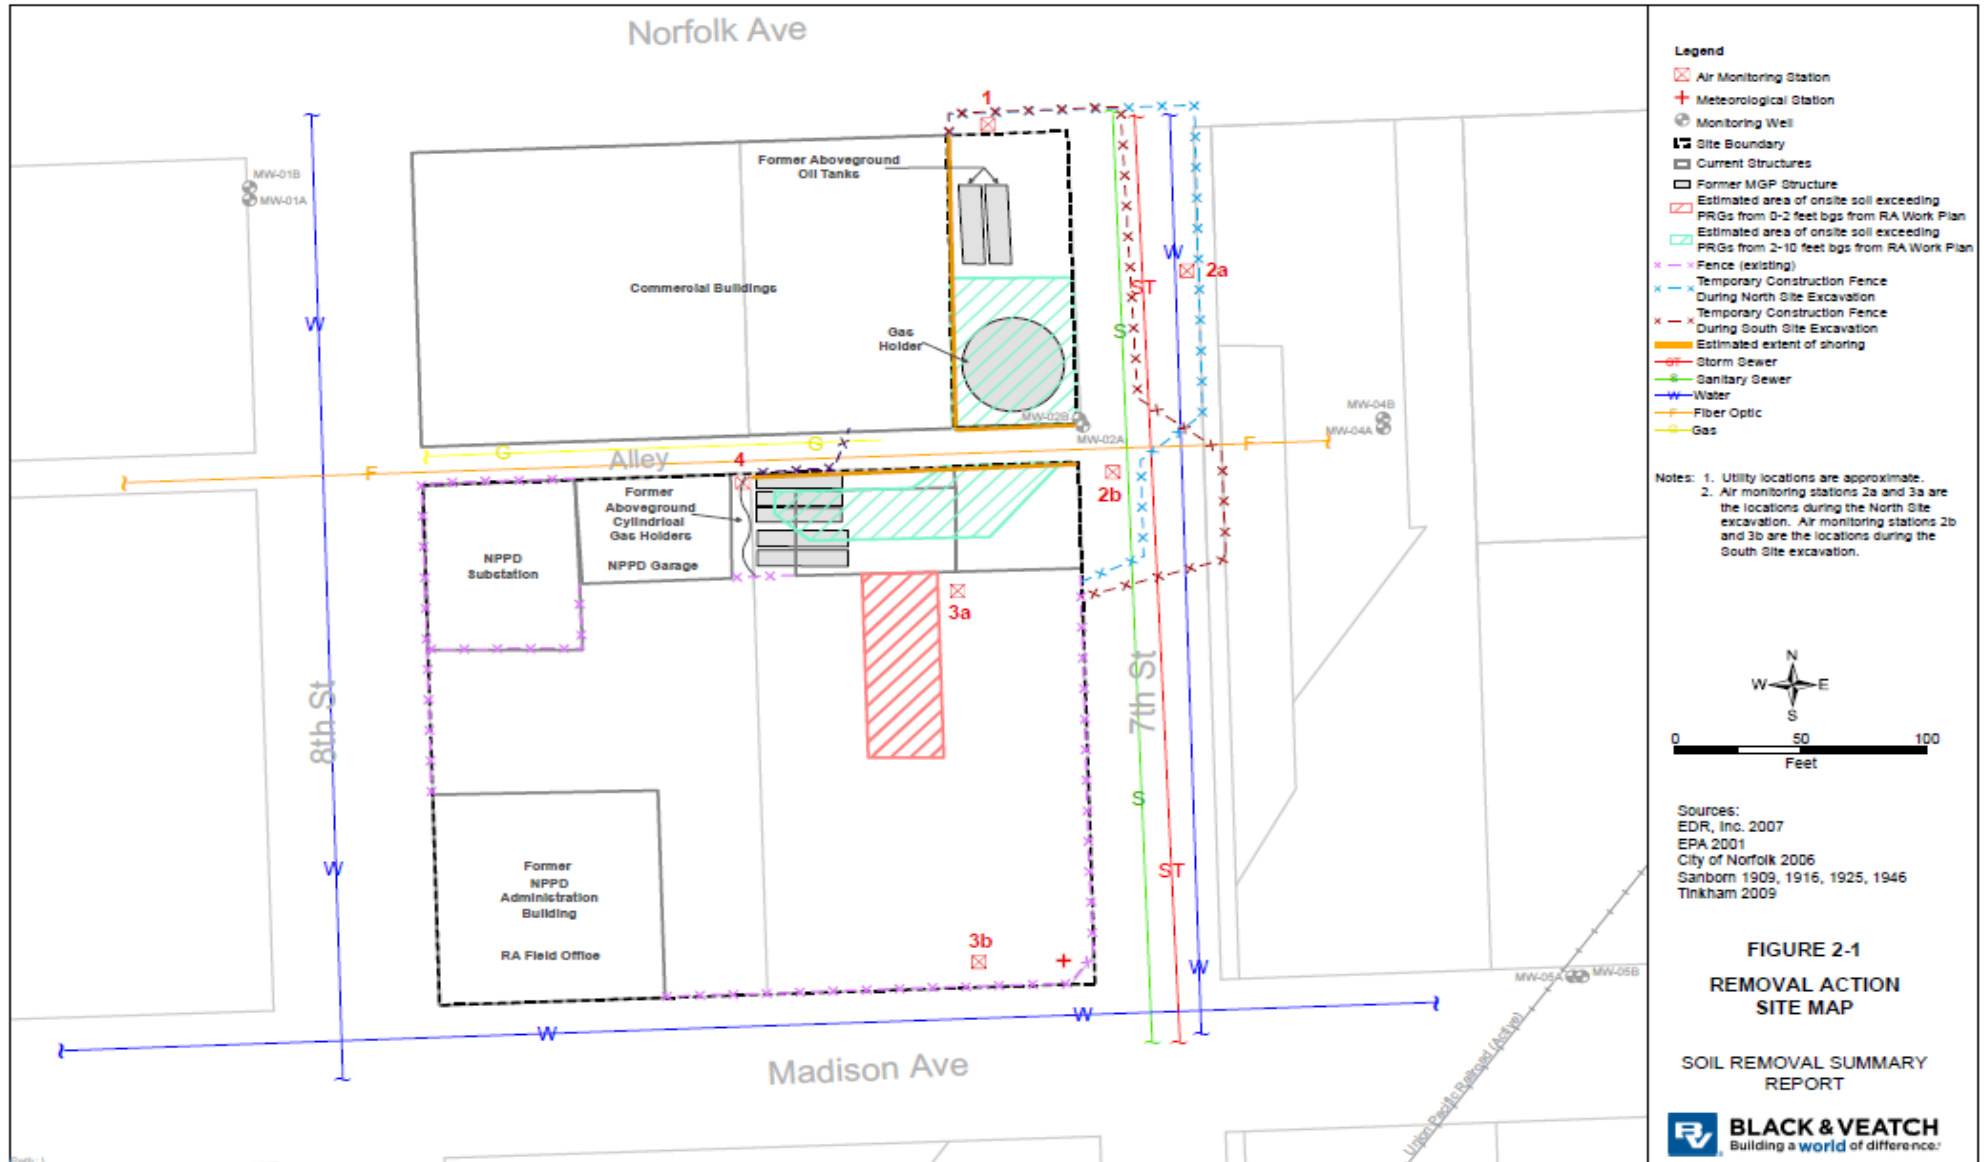 Norfolk Ave
1
Former Aboveground
Oil Tanks
MW-01B
MW-01A
W
2a
ST
Commercial Buildings
W
S
Gas
Holder
W
MW-02B
MW-02A
MW-04B
MW-04A
G
G
F
F
Alley
4
2b
Former
Aboveground
Cylindrical
Gas Holders
NPPD Garage
NPPD
Substation
3a
8th St
7th St
S
W
ST
Former
NPPD
Administration
Building
RA Field Office
3b
W
W
W
MW-05A
MW-05B
Madison Ave
Union Pacific Railroad (Active)
Legend
Air Monitoring Station
Meteorological Station
Monitoring Well
Site Boundary
Current Structures
Former MGP Structure
Estimated area of onsite soil exceeding
PRGs from 0-2 feet bgs from RA Work Plan
Estimated area of onsite soil exceeding
PRGs from 2-10 feet bgs from RA Work Plan
Fence (existing)
Temporary Construction Fence
During North Site Excavation
Temporary Construction Fence
During South Site Excavation
Estimated extent of shoring
ST Storm Sewer
S Sanitary Sewer
W Water
F Fiber Optic
G Gas
Notes: 1. Utility locations are approximate.
2. Air monitoring stations 2a and 3a are
the locations during the North Site
excavation. Air monitoring stations 2b
and 3b are the locations during the
South Site excavation.
N
W E
S
0 50 100
Feet
Sources:
EDR, Inc. 2007
EPA 2001
City of Norfolk 2006
Sanborn 1909, 1916, 1925, 1946
Tinkham 2009
FIGURE 2-1
REMOVAL ACTION
SITE MAP
SOIL REMOVAL SUMMARY
REPORT
BV
BLACK & VEATCH
Building a world of difference.